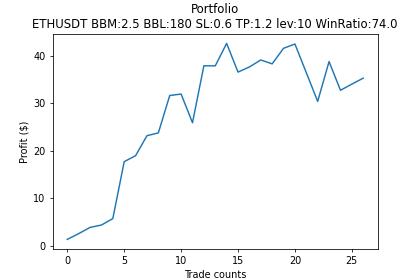 Portfolio
ETHUSDT BBM:2.5 BBL:180 SL:0.6 TP:1.2 lev:10 WinRatio:74.0
Profit ($)
40
30
20
10
0
0 5 10 15 20 25
Trade counts